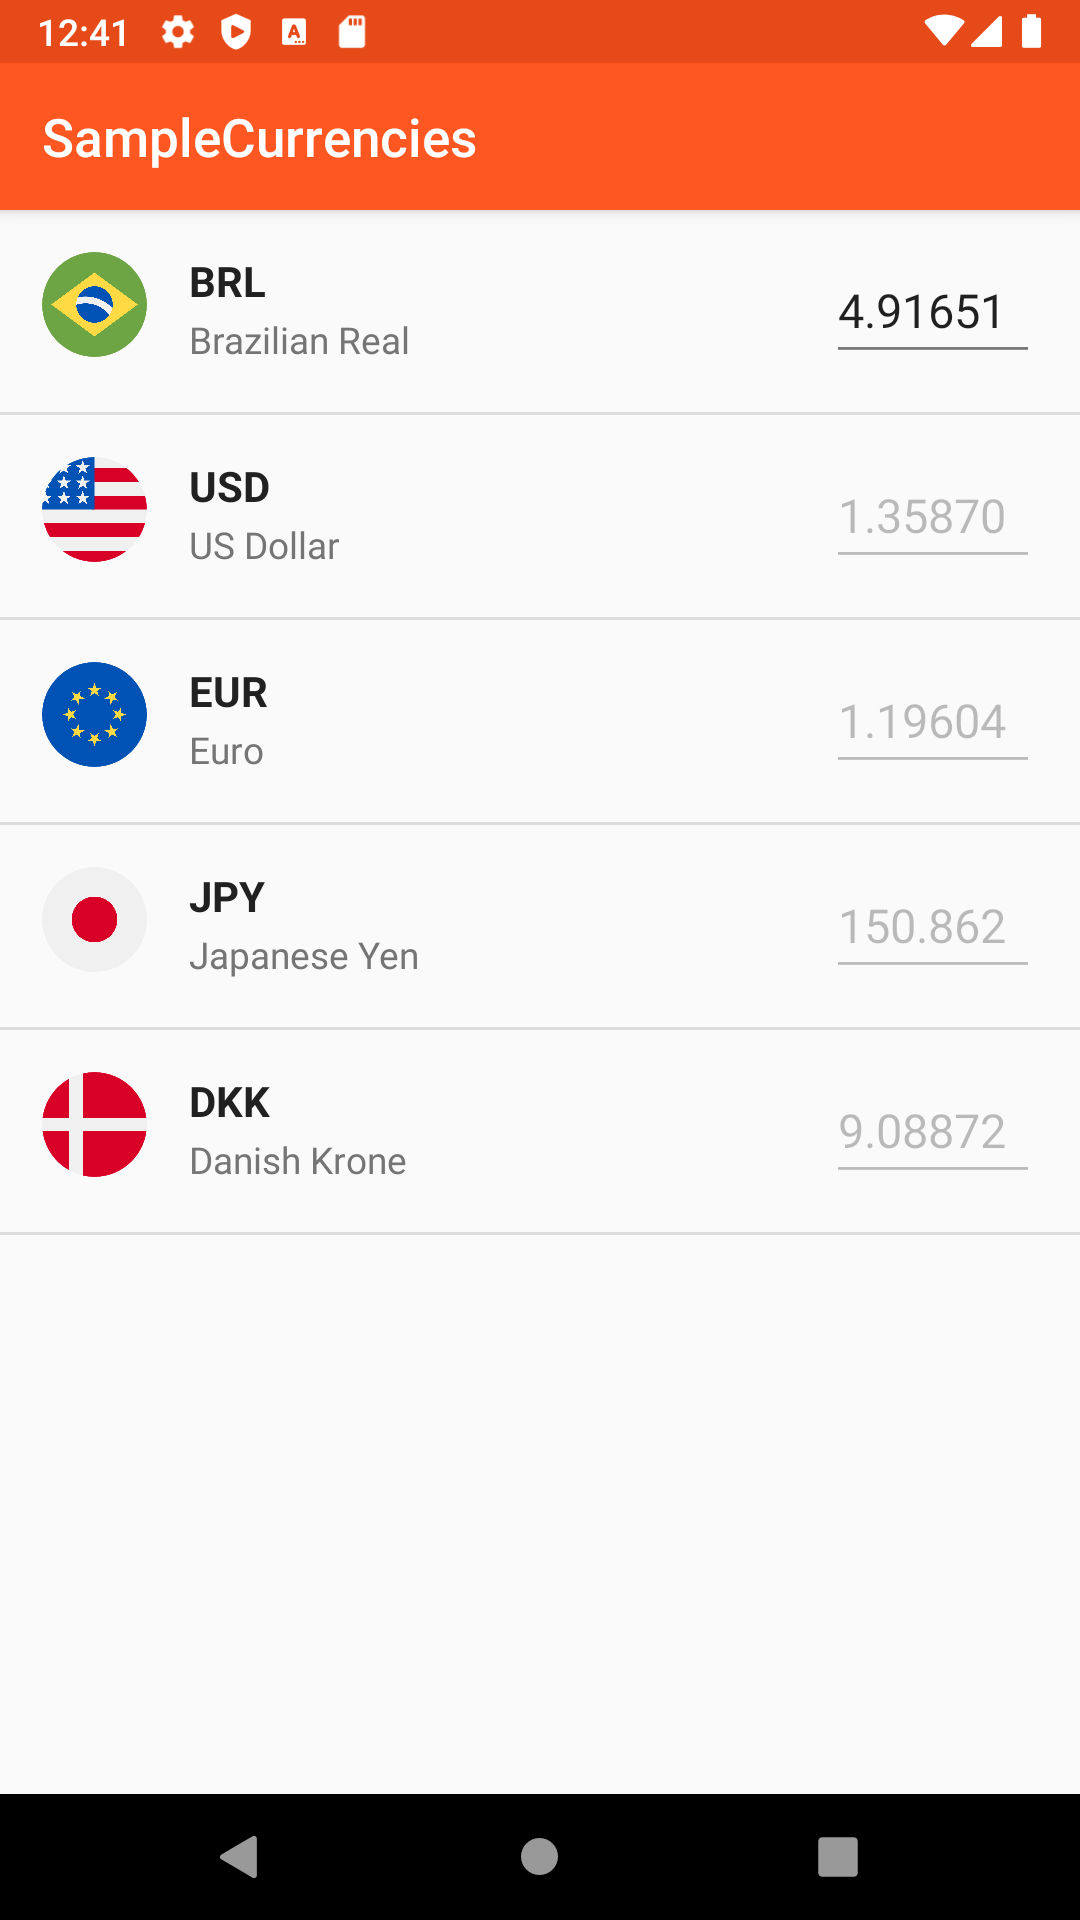 12:41
SampleCurrencies
BRL
Brazilian Real
4.91651
USD
US Dollar
1.35870
EUR
Euro
1.19604
JPY
Japanese Yen
150.862
DKK
Danish Krone
9.08872